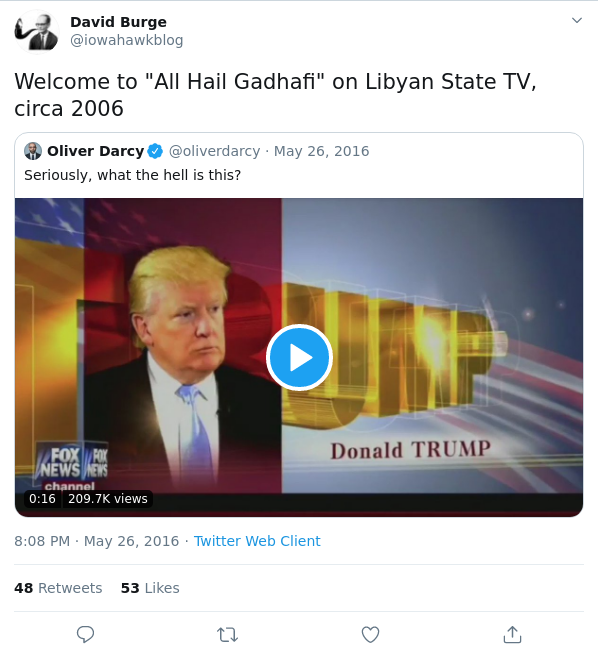 David Burge
@iowahawkblog
Welcome to "All Hail Gadhafi" on Libyan State TV,
circa 2006
Oliver Darcy @oliverdarcy · May 26, 2016
Seriously, what the hell is this?
Donald TRUMP
FOX
NEWS
channel
FOX
NEWS
0:16 209.7K views
8:08 PM · May 26, 2016 · Twitter Web Client
48 Retweets 53 Likes